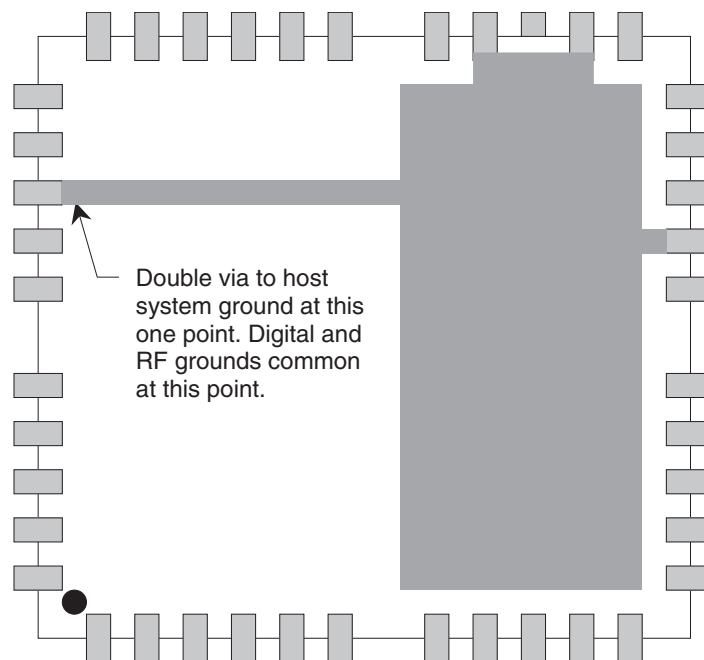 Double via to host
system ground at this
one point. Digital and
RF grounds common
at this point.